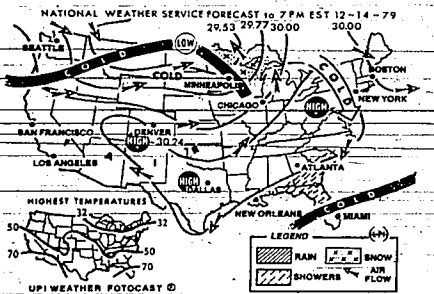 NATIONAL WEATHER SERVICE FORECAST to 7 PM EST 12-14-79
29.53 29.77 30.00
30.00
SEATTLE
COLD
LOW
COLD
MINNEAPOLIS
COLD
BOSTON
NEW YORK
CHICAGO
HIGH
SAN FRANCISCO
DENVER
HIGH 30.24
LOS ANGELES
HIGH
DALLAS
ATLANTA
NEW ORLEANS
COLD
MIAMI
HIGHEST TEMPERATURES
32
32
50
50
70
70
LEGEND
RAIN
SNOW
SHOWERS
AIR FLOW
UPI WEATHER FOTOCAST